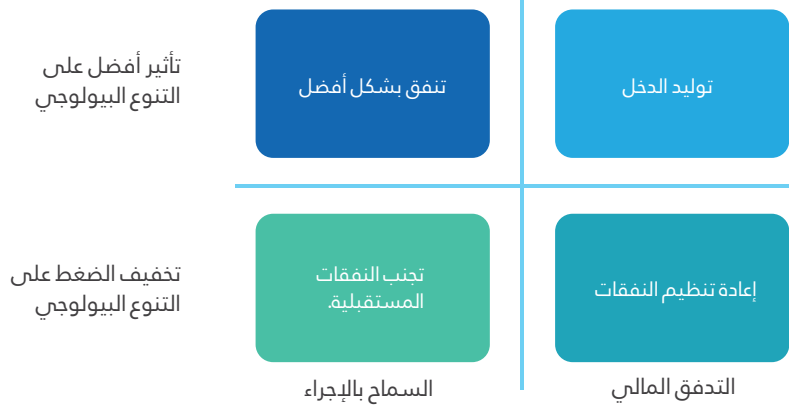 تأثير أفضل على
التنوع البيولوجي
توليد الدخل
تنفق بشكل أفضل
تخفيف الضغط على
التنوع البيولوجي
إعادة تنظيم النفقات
تجنب النفقات
المستقبلية.
التدفق المالي
السماح بالإجراء